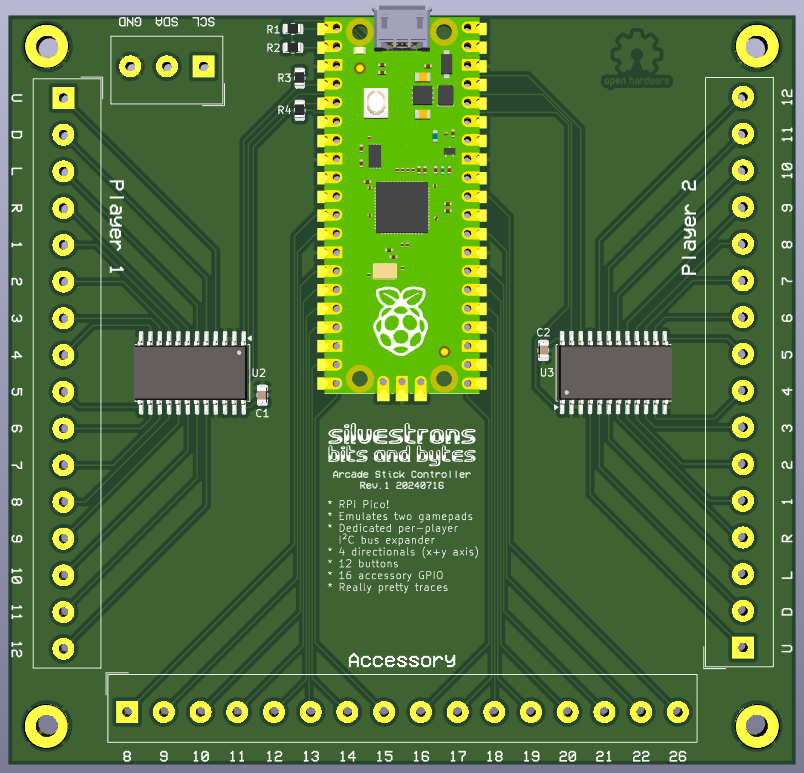 GND SDA SCL
R1
R2
R3
R4
open hardware
U
D
L
R
1
2
3
4
5
6
7
8
9
10
11
12
Player 1
Player 2
12
11
10
9
8
7
6
5
4
3
2
1
R
L
D
U
U2
C1
C2
U3
silvestrons
bits and bytes
Arcade Stick Controller
Rev.1 20240716
* RPi Pico!
* Emulates two gamepads
* Dedicated per-player
I²C bus expander
* 4 directionals (x+y axis)
* 12 buttons
* 16 accessory GPIO
* Really pretty traces
Accessory
8 9 10 11 12 13 14 15 16 17 18 19 20 21 22 26